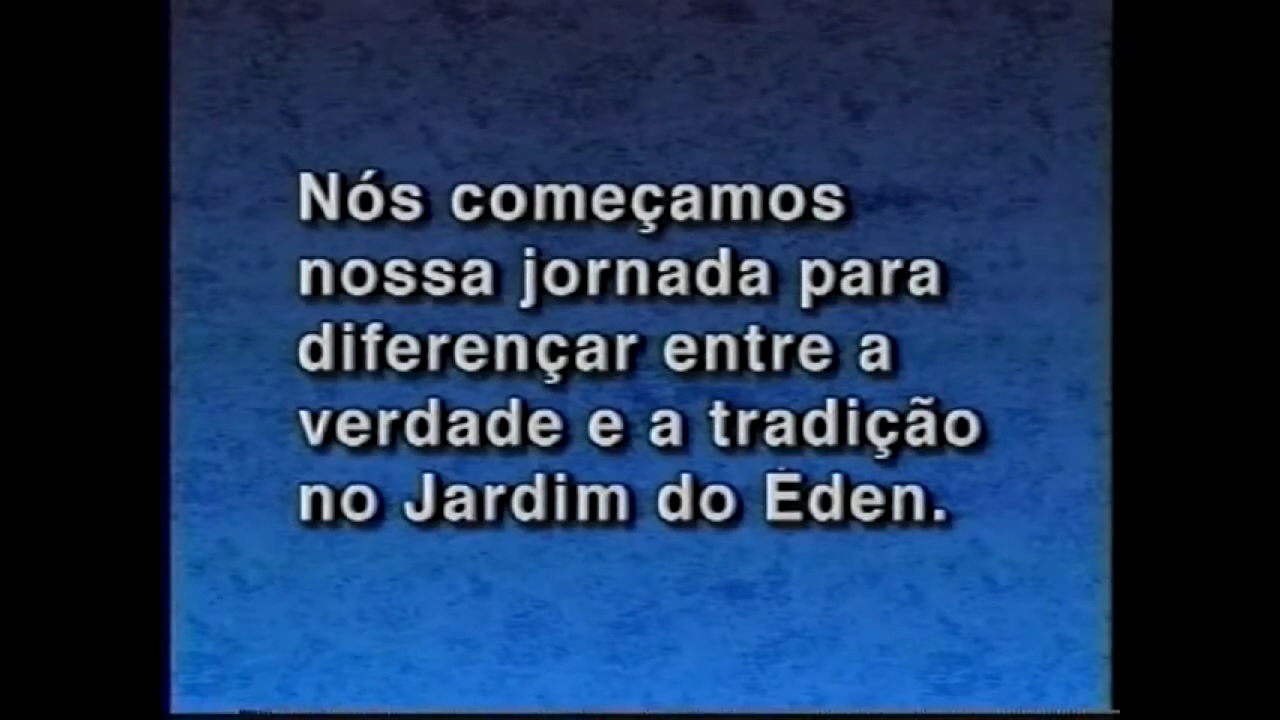 Nós começamos
nossa jornada para
diferençar entre a
verdade e a tradição
no Jardim do Éden.